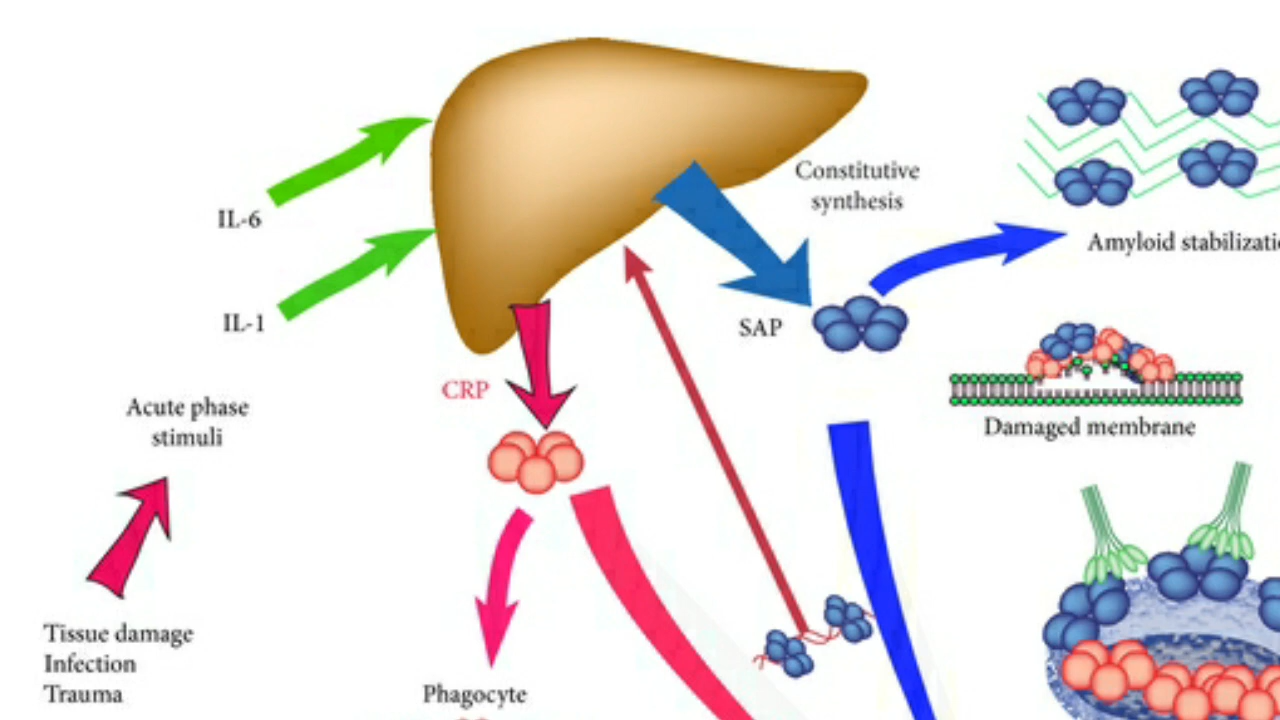 Constitutive
synthesis
IL-6
Amyloid stabilizati
IL-1
SAP
CRP
Acute phase
stimuli
Damaged membrane
Tissue damage
Infection
Trauma
Phagocyte